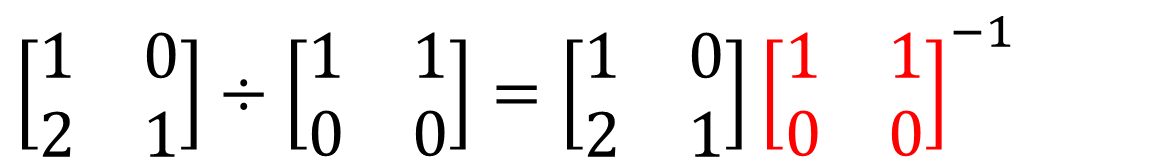 [1 0 ÷ [1 1 = [1 0 [1 1]⁻¹
2 1] 0 0] 2 1] 0 0]